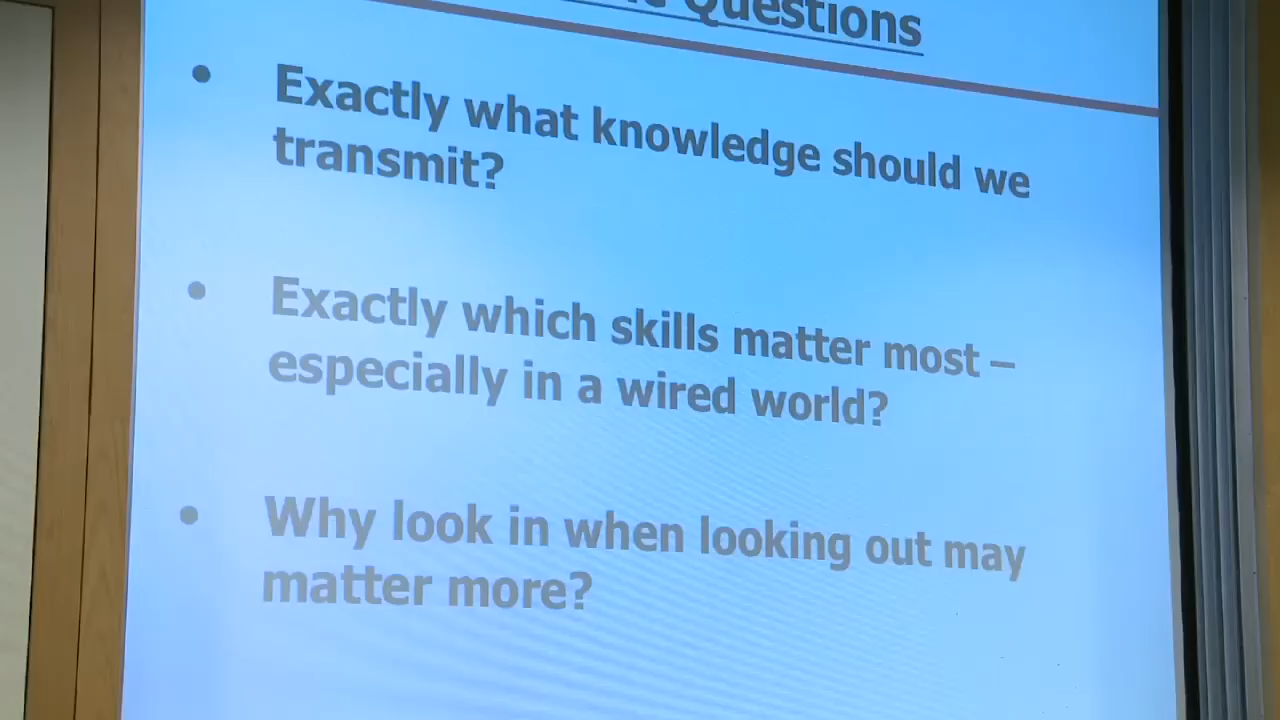 Questions
• Exactly what knowledge should we
transmit?
• Exactly which skills matter most –
especially in a wired world?
• Why look in when looking out may
matter more?